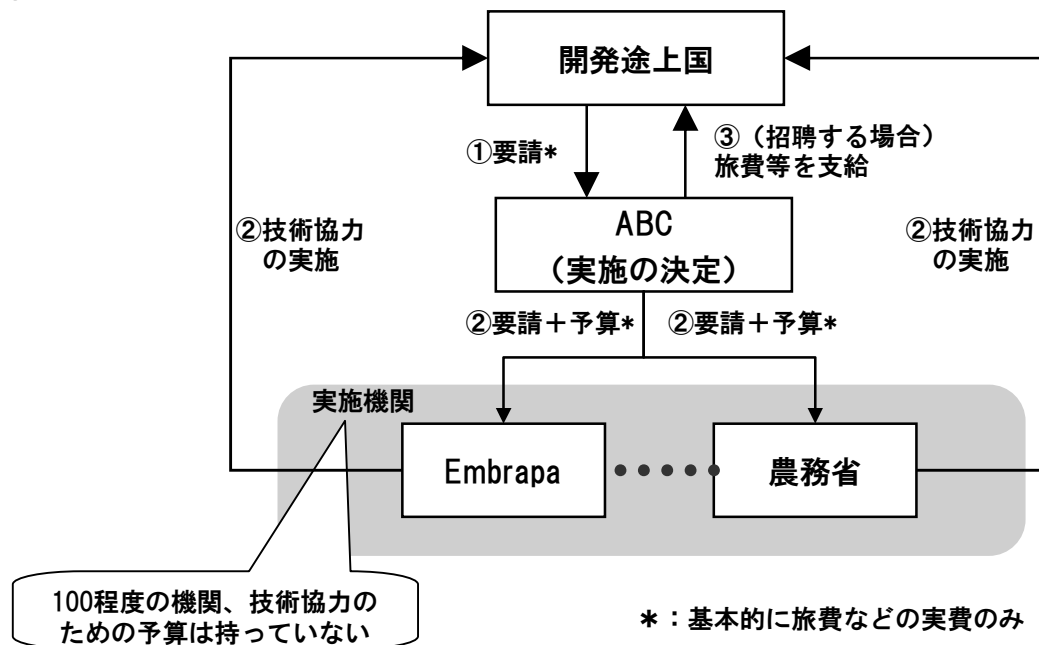 開発途上国
①要請*
③（招聘する場合）
旅費等を支給
②技術協力
の実施
ABC
（実施の決定）
②技術協力
の実施
②要請＋予算*
②要請＋予算*
実施機関
Embrapa
農務省
100程度の機関、技術協力の
ための予算は持っていない
*：基本的に旅費などの実費のみ